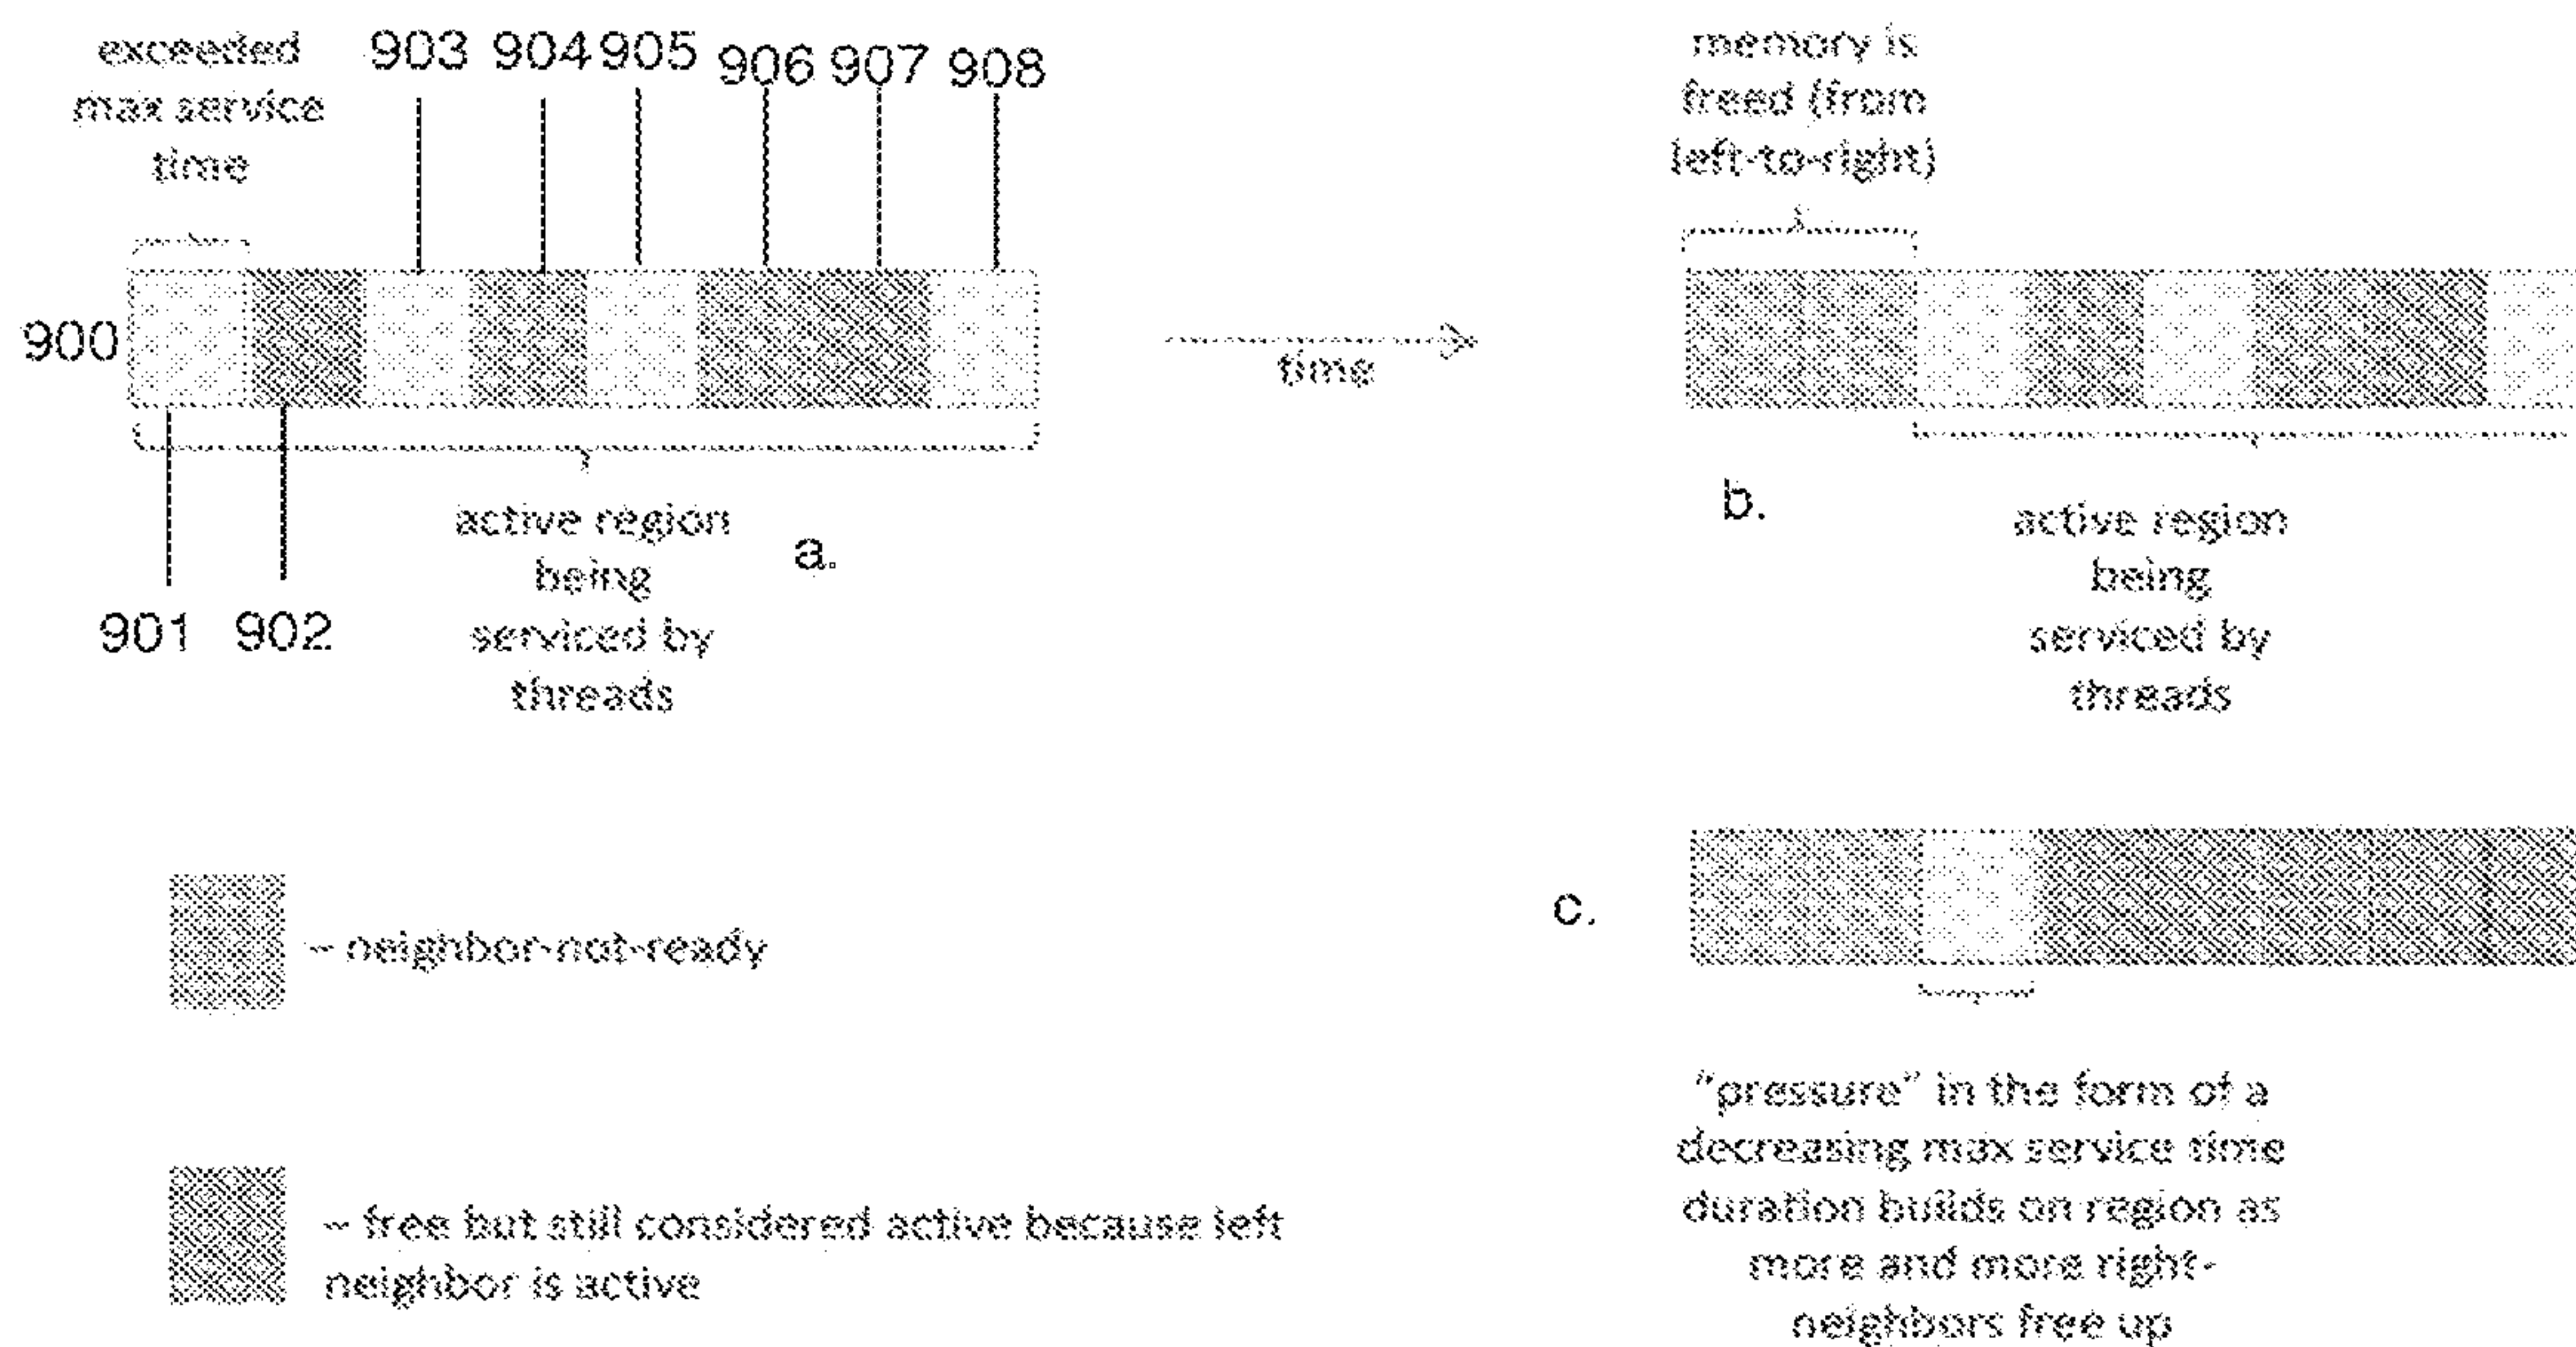 exceeded
max service
time
903 904 905 906 907 908
900
901 902
active region
being
serviced by
threads
a.
time
memory is
freed (from
left-to-right)
b.
active region
being
serviced by
threads
c.
"pressure" in the form of a
decreasing max service time
duration builds on region as
more and more right-
neighbors free up
~ neighbor-not-ready
~ free but still considered active because left
neighbor is active